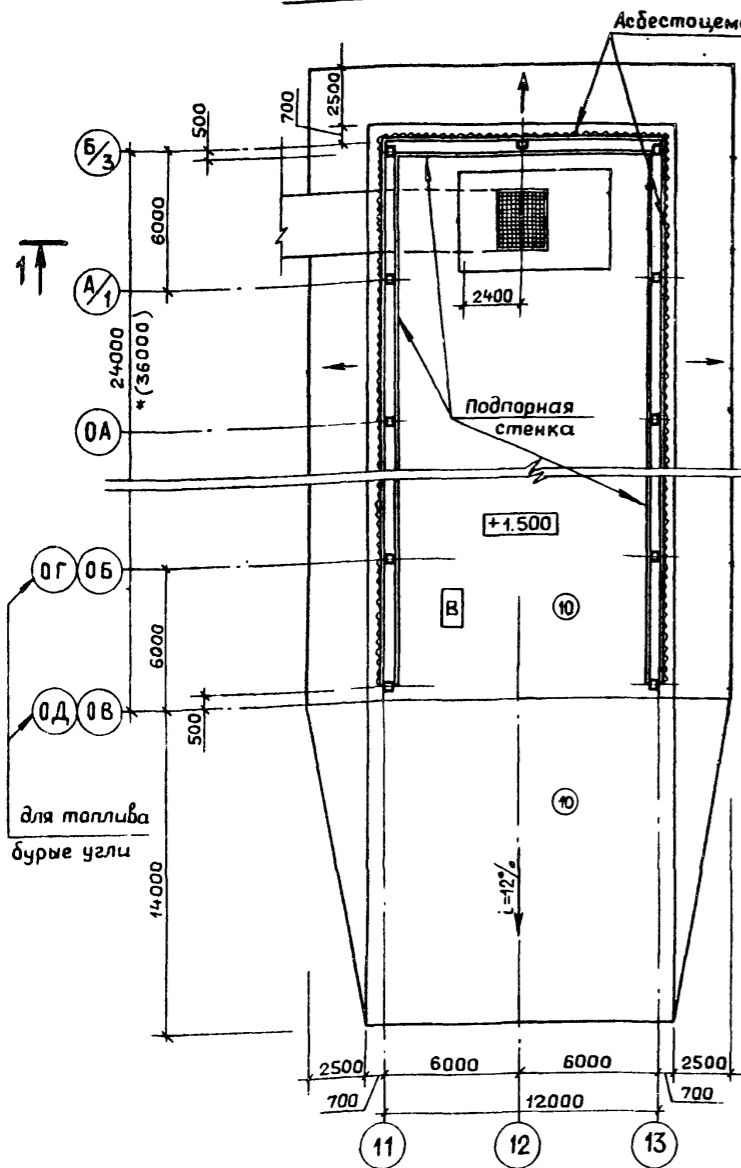 Асбестоцем
2500
700
500
Б/3
6000
1
А/1
2400
24000
*(36000)
Подпорная
стенка
0А
+1.500
0Г 0Б
В
10
6000
0Д 0В
500
10
для топлива
бурые угли
14000
i=12%
2500
6000
6000
2500
700
12000
700
11
12
13